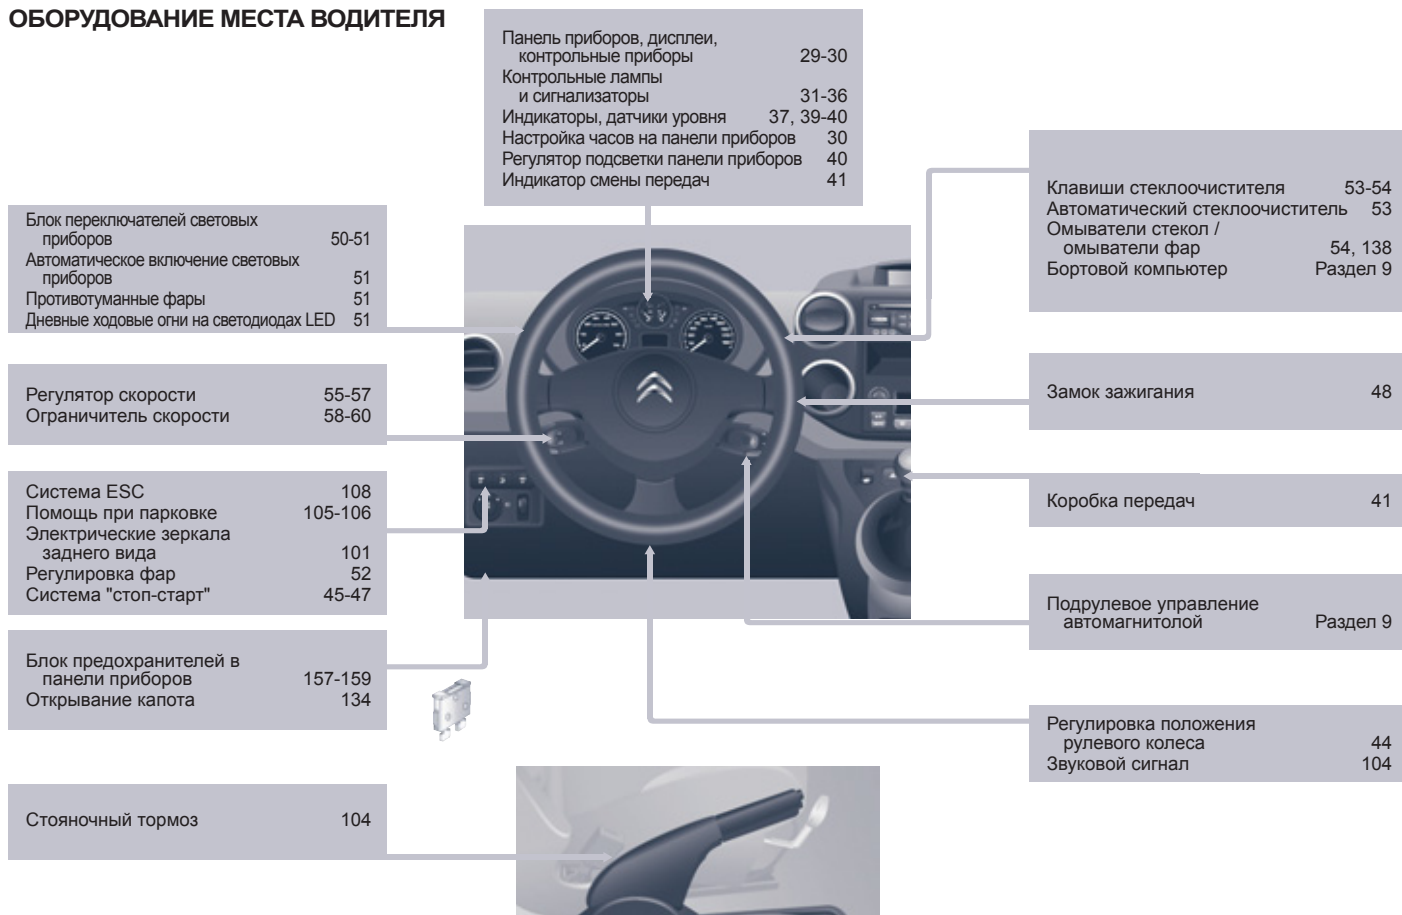 ОБОРУДОВАНИЕ МЕСТА ВОДИТЕЛЯ
Панель приборов, дисплеи,
контрольные приборы 29-30
Контрольные лампы
и сигнализаторы 31-36
Индикаторы, датчики уровня 37, 39-40
Настройка часов на панели приборов 30
Регулятор подсветки панели приборов 40
Индикатор смены передач 41
Блок переключателей световых
приборов 50-51
Автоматическое включение световых
приборов 51
Противотуманные фары 51
Дневные ходовые огни на светодиодах LED 51
Регулятор скорости 55-57
Ограничитель скорости 58-60
Система ESC 108
Помощь при парковке 105-106
Электрические зеркала
заднего вида 101
Регулировка фар 52
Система "стоп-старт" 45-47
Блок предохранителей в
панели приборов 157-159
Открывание капота 134
Стояночный тормоз 104
Клавиши стеклоочистителя 53-54
Автоматический стеклоочиститель 53
Омыватели стекол /
омыватели фар 54, 138
Бортовой компьютер Раздел 9
Замок зажигания 48
Коробка передач 41
Подрулевое управление
автомагнитолой Раздел 9
Регулировка положения
рулевого колеса 44
Звуковой сигнал 104